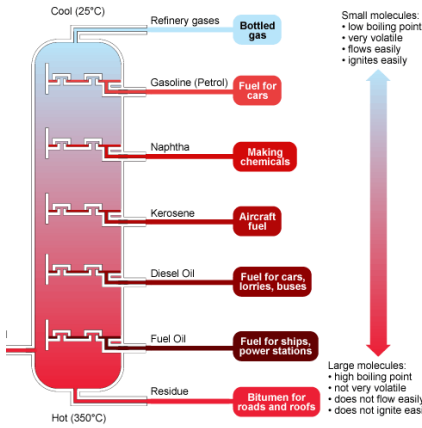 Cool (25°C)
Refinery gases
Bottled
gas
Gasoline (Petrol)
Fuel for
cars
Naphtha
Making
chemicals
Kerosene
Aircraft
fuel
Diesel Oil
Fuel for cars,
lorries, buses
Fuel Oil
Fuel for ships,
power stations
Residue
Bitumen for
roads and roofs
Hot (350°C)
Small molecules:
• low boiling point
• very volatile
• flows easily
• ignites easily
Large molecules:
• high boiling point
• not very volatile
• does not flow easily
• does not ignite easi